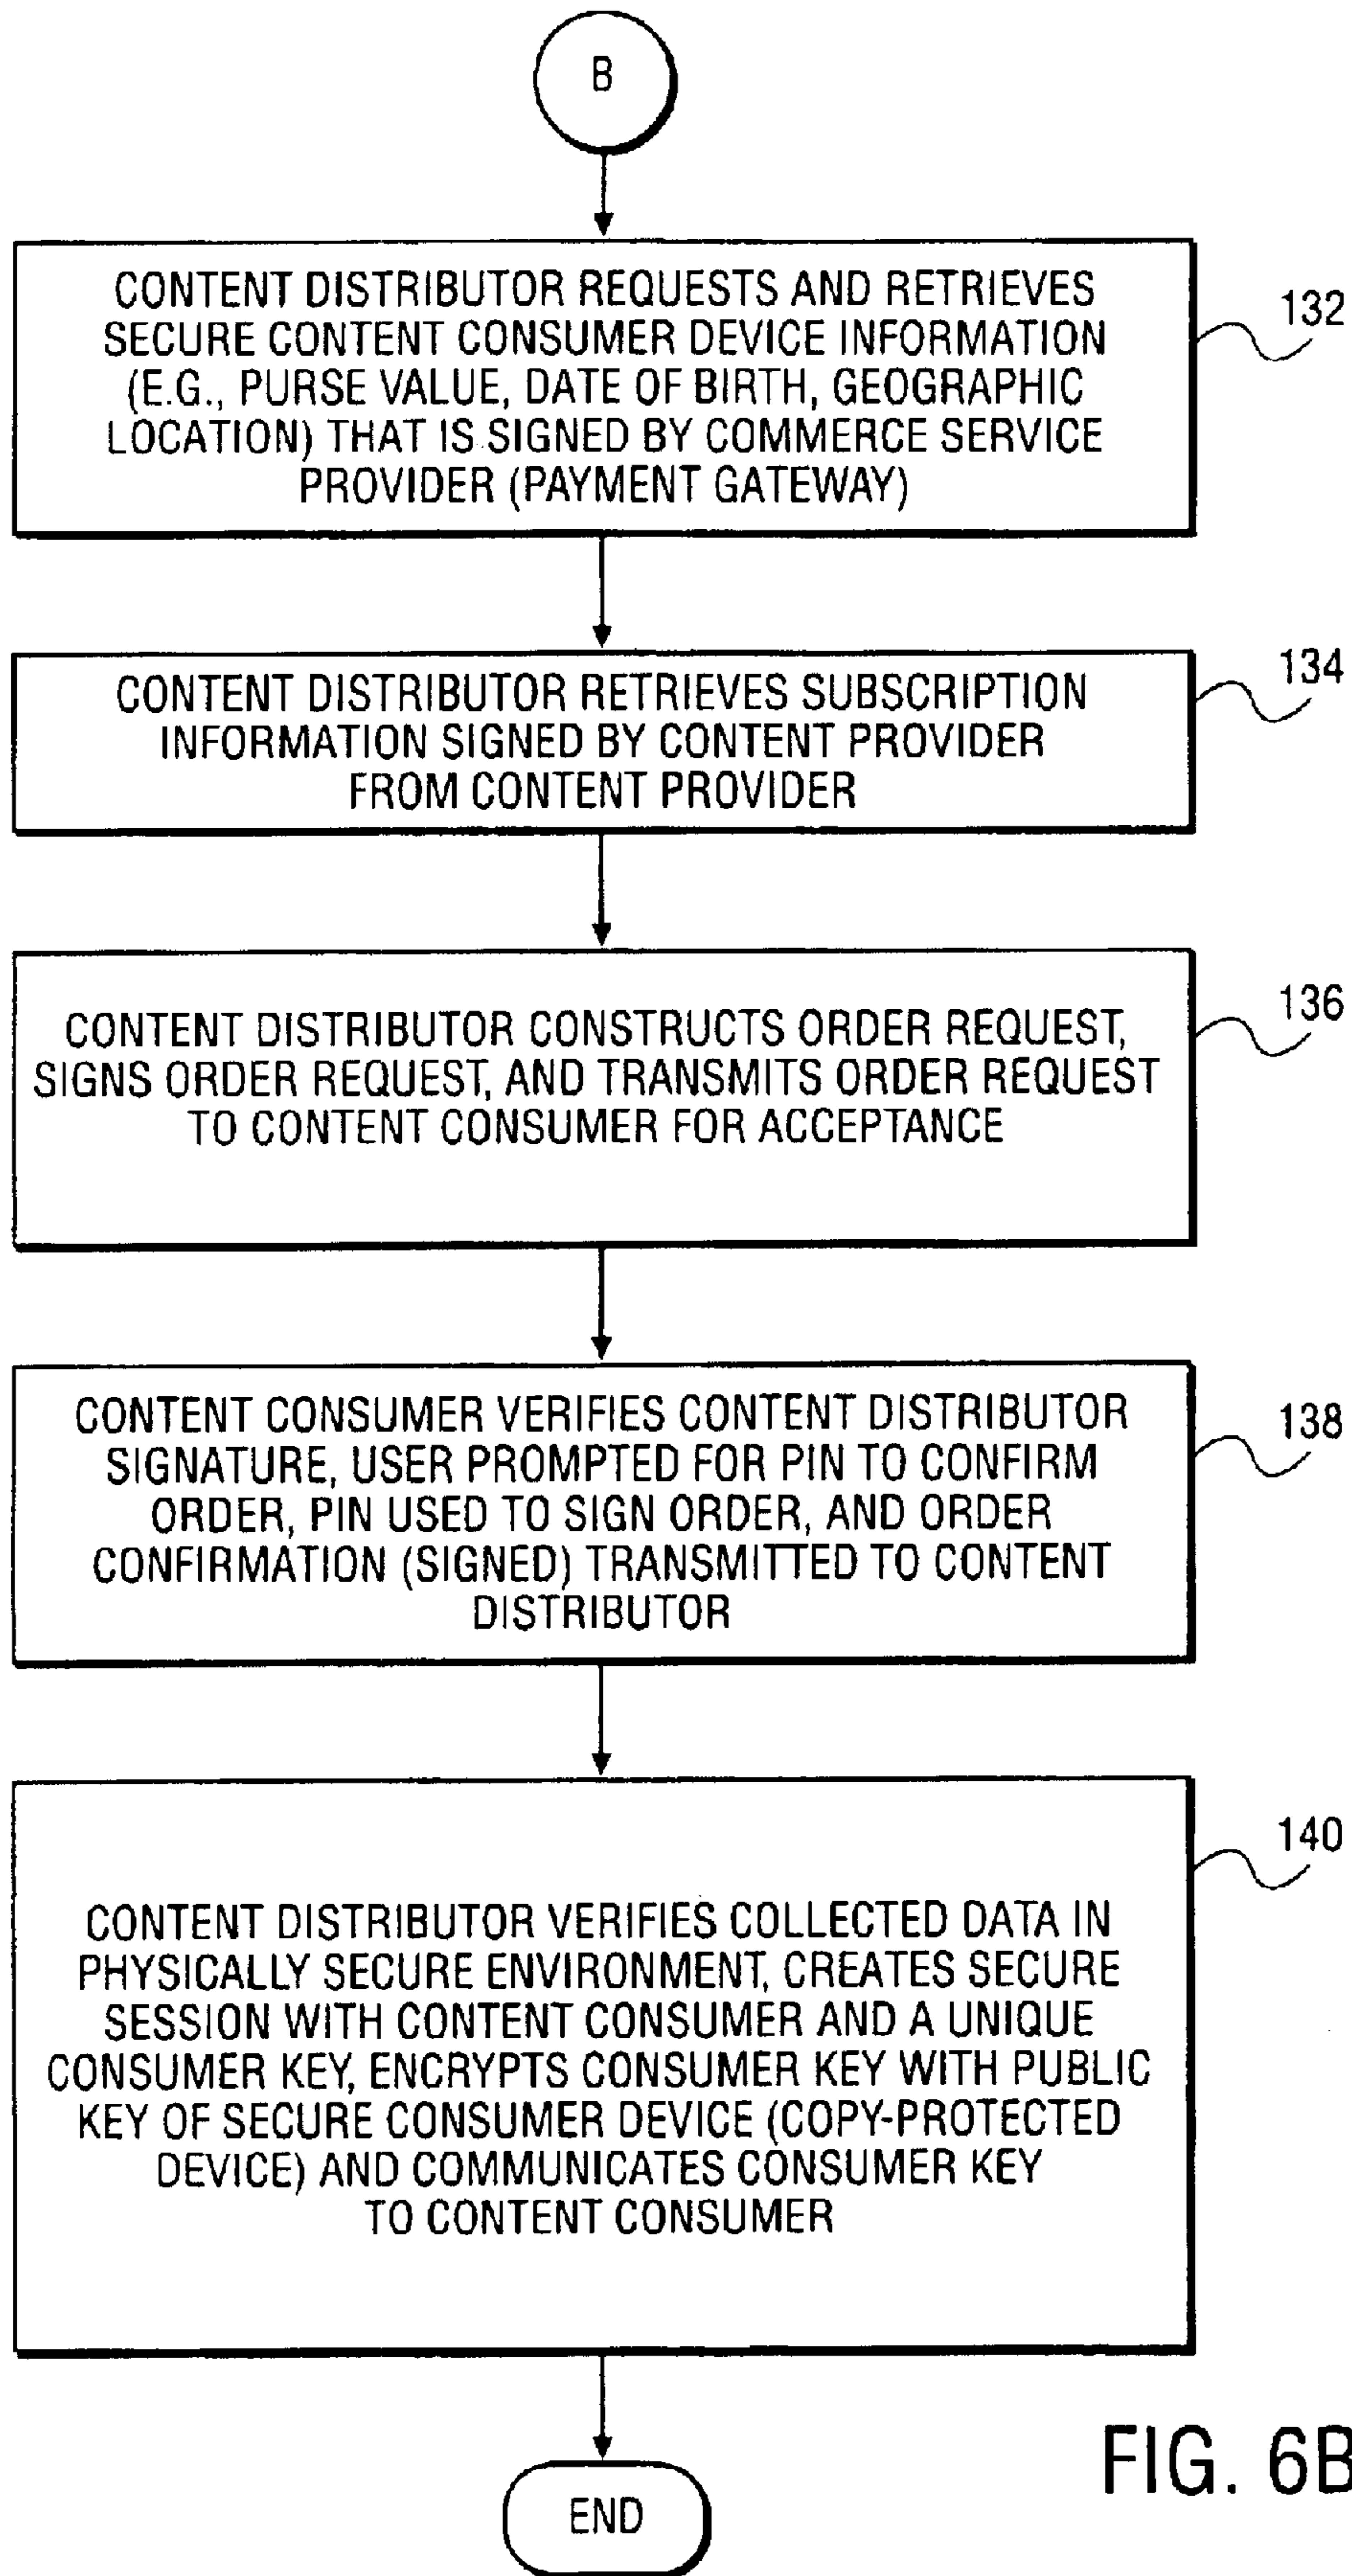 B
CONTENT DISTRIBUTOR REQUESTS AND RETRIEVES
SECURE CONTENT CONSUMER DEVICE INFORMATION
(E.G., PURSE VALUE, DATE OF BIRTH, GEOGRAPHIC
LOCATION) THAT IS SIGNED BY COMMERCE SERVICE
PROVIDER (PAYMENT GATEWAY)
132
CONTENT DISTRIBUTOR RETRIEVES SUBSCRIPTION
INFORMATION SIGNED BY CONTENT PROVIDER
FROM CONTENT PROVIDER
134
CONTENT DISTRIBUTOR CONSTRUCTS ORDER REQUEST,
SIGNS ORDER REQUEST, AND TRANSMITS ORDER REQUEST
TO CONTENT CONSUMER FOR ACCEPTANCE
136
CONTENT CONSUMER VERIFIES CONTENT DISTRIBUTOR
SIGNATURE, USER PROMPTED FOR PIN TO CONFIRM
ORDER, PIN USED TO SIGN ORDER, AND ORDER
CONFIRMATION (SIGNED) TRANSMITTED TO CONTENT
DISTRIBUTOR
138
CONTENT DISTRIBUTOR VERIFIES COLLECTED DATA IN
PHYSICALLY SECURE ENVIRONMENT, CREATES SECURE
SESSION WITH CONTENT CONSUMER AND A UNIQUE
CONSUMER KEY, ENCRYPTS CONSUMER KEY WITH PUBLIC
KEY OF SECURE CONSUMER DEVICE (COPY-PROTECTED
DEVICE) AND COMMUNICATES CONSUMER KEY
TO CONTENT CONSUMER
140
END
FIG. 6B